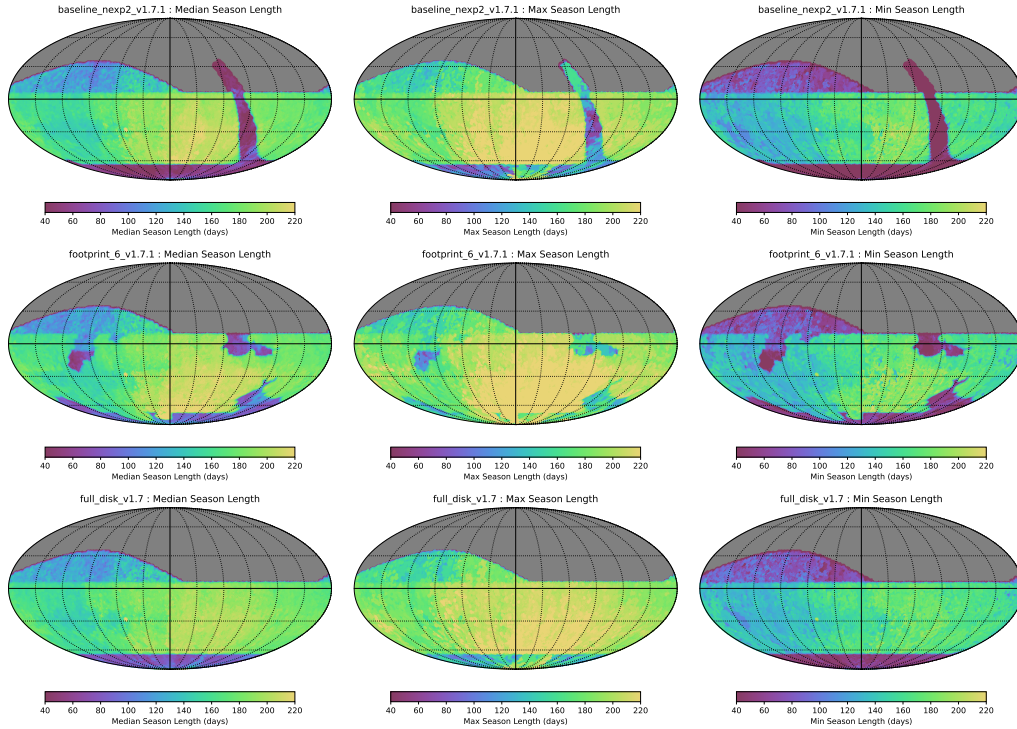 baseline_nexp2_v1.7.1 : Median Season Length
baseline_nexp2_v1.7.1 : Max Season Length
baseline_nexp2_v1.7.1 : Min Season Length
40 60 80 100 120 140 160 180 200 220
40 60 80 100 120 140 160 180 200 220
40 60 80 100 120 140 160 180 200 220
Median Season Length (days)
Max Season Length (days)
Min Season Length (days)
footprint_6_v1.7.1 : Median Season Length
footprint_6_v1.7.1 : Max Season Length
footprint_6_v1.7.1 : Min Season Length
40 60 80 100 120 140 160 180 200 220
40 60 80 100 120 140 160 180 200 220
40 60 80 100 120 140 160 180 200 220
Median Season Length (days)
Max Season Length (days)
Min Season Length (days)
full_disk_v1.7 : Median Season Length
full_disk_v1.7 : Max Season Length
full_disk_v1.7 : Min Season Length
40 60 80 100 120 140 160 180 200 220
40 60 80 100 120 140 160 180 200 220
40 60 80 100 120 140 160 180 200 220
Median Season Length (days)
Max Season Length (days)
Min Season Length (days)